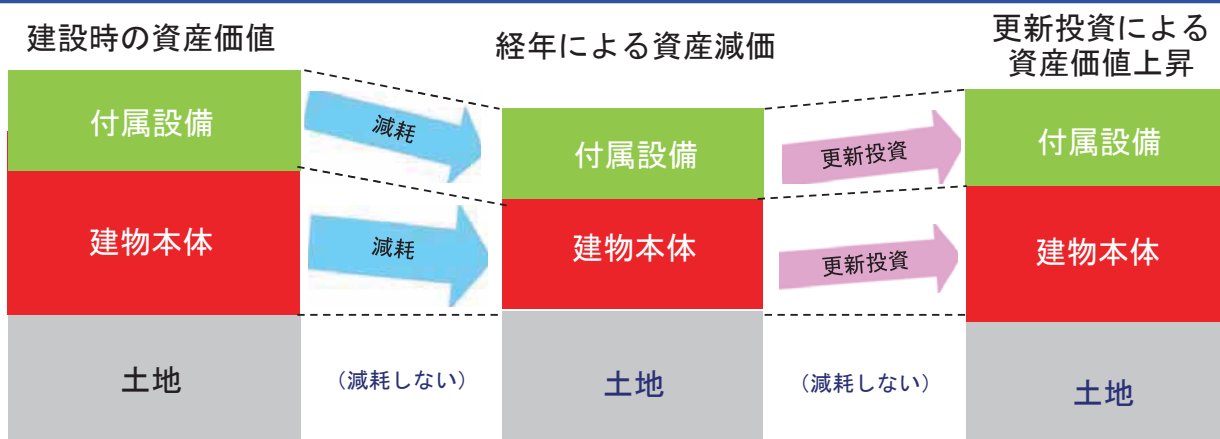 建設時の資産価値
経年による資産減価
更新投資による
資産価値上昇
付属設備
減耗
付属設備
更新投資
付属設備
建物本体
減耗
建物本体
更新投資
建物本体
土地
（減耗しない）
土地
（減耗しない）
土地